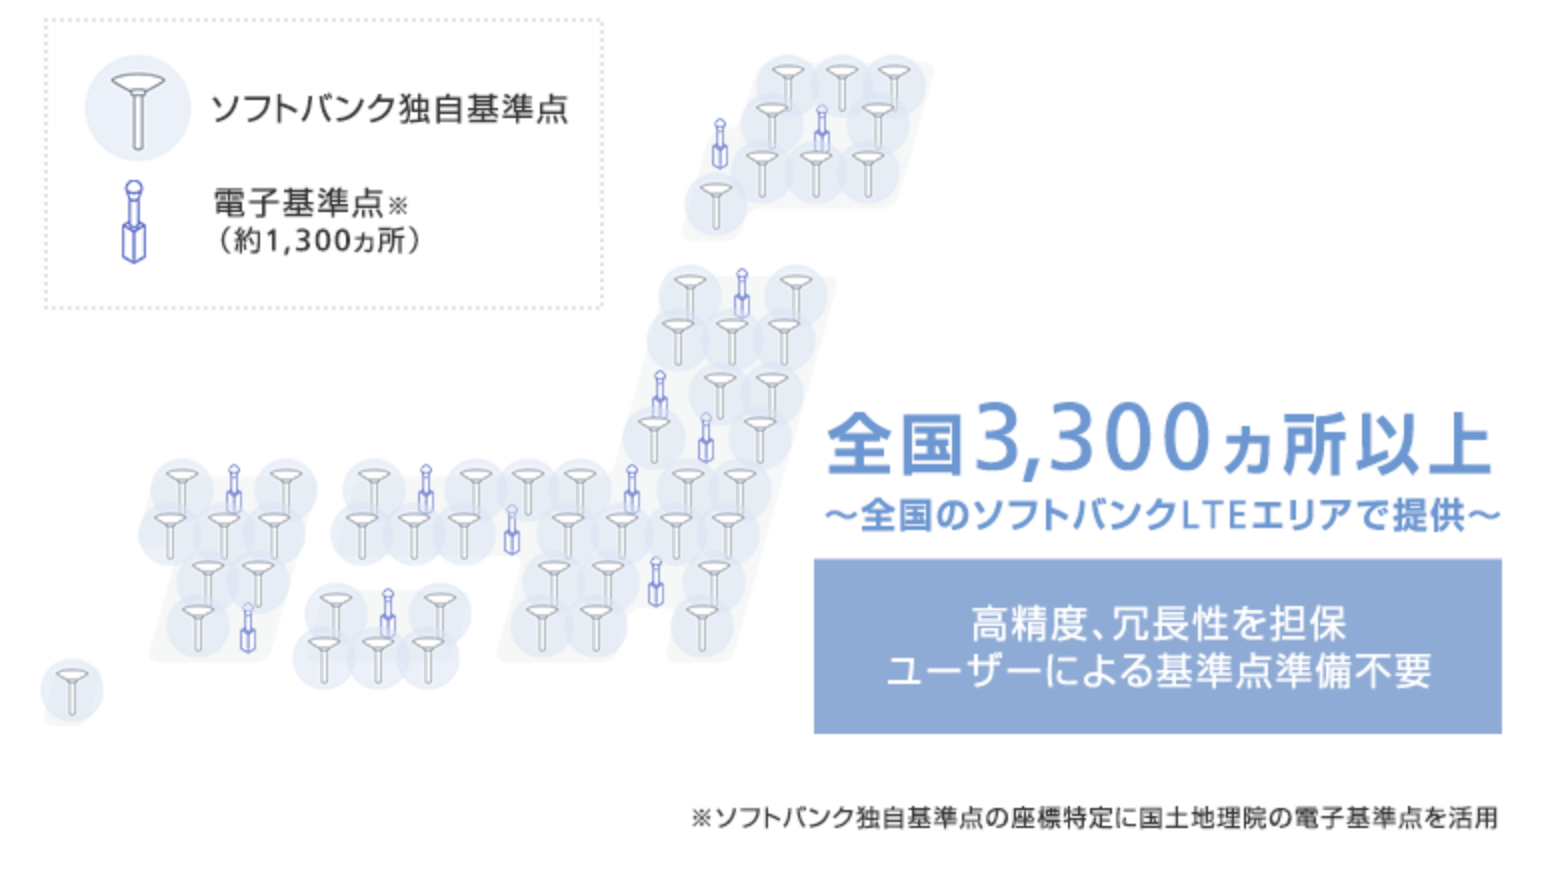 ソフトバンク独自基準点
電子基準点※
（約1,300ヵ所）
全国3,300ヵ所以上
～全国のソフトバンクLTEエリアで提供～
高精度、冗長性を担保
ユーザーによる基準点準備不要
※ソフトバンク独自基準点の座標特定に国土地理院の電子基準点を活用